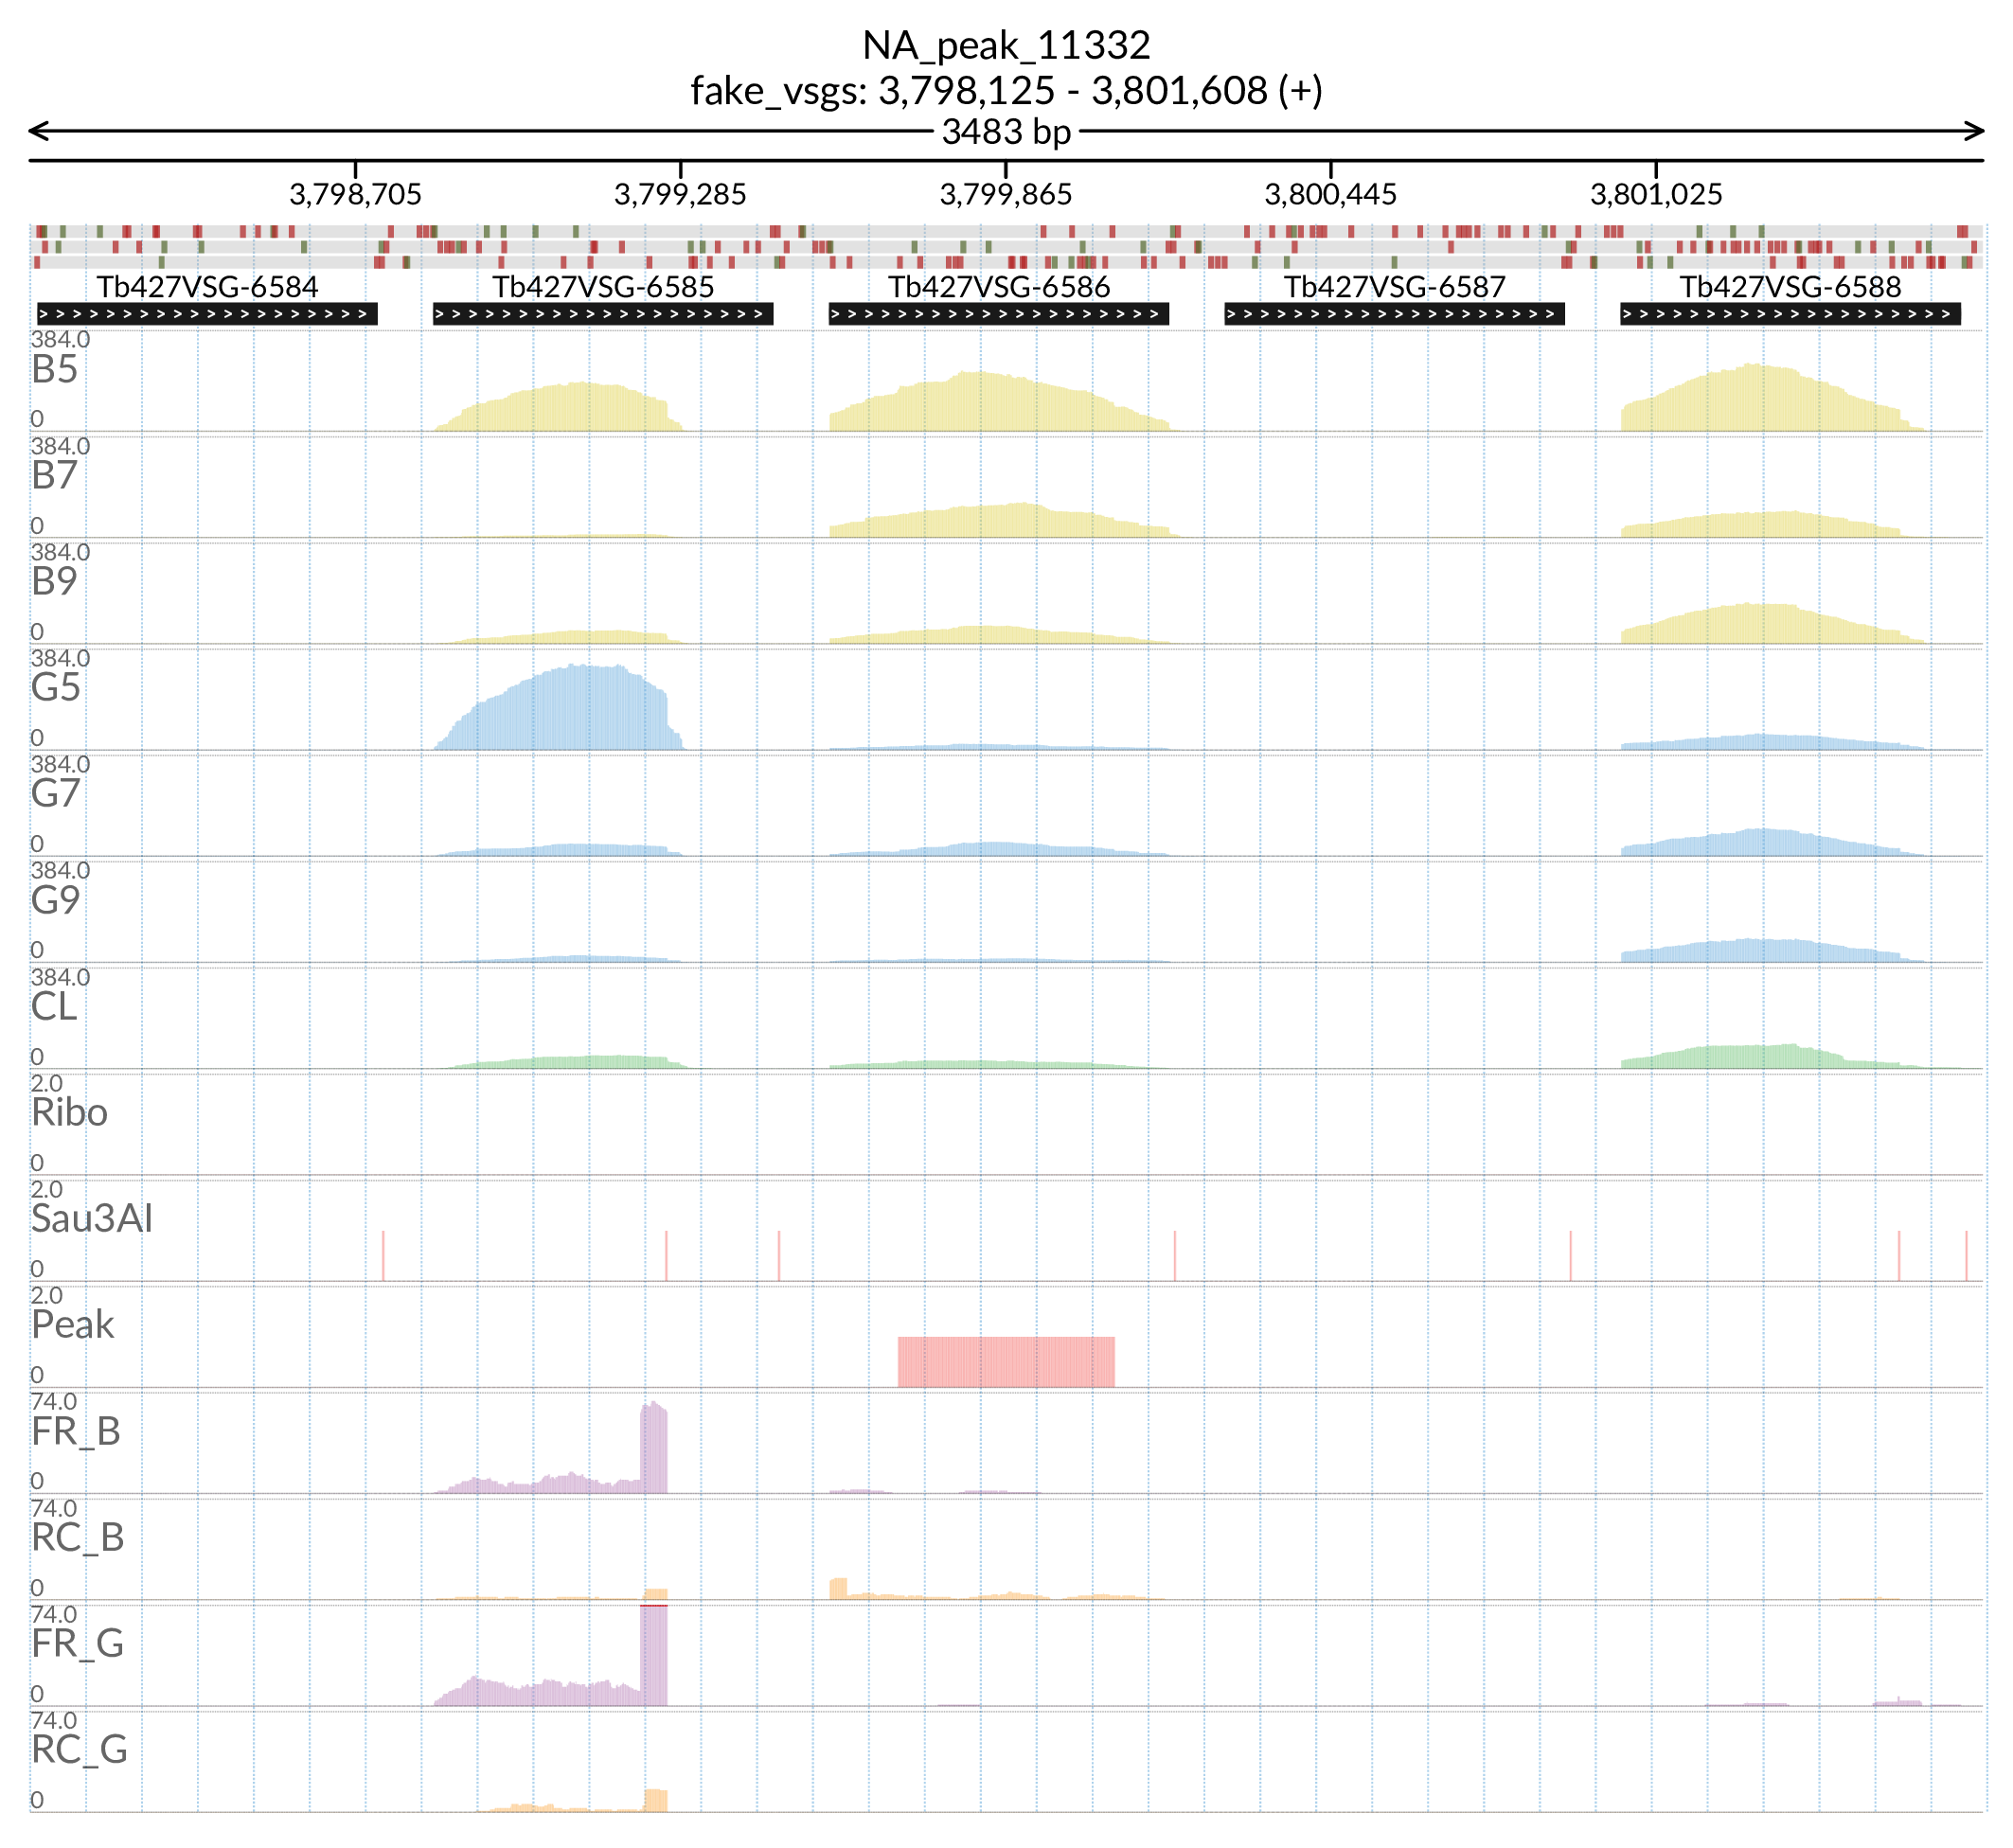 NA_peak_11332
fake_vsgs: 3,798,125 - 3,801,608 (+)
3483 bp
3,798,705 3,799,285 3,799,865 3,800,445 3,801,025
Tb427VSG-6584 Tb427VSG-6585 Tb427VSG-6586 Tb427VSG-6587 Tb427VSG-6588
384.0
B5
0
384.0
B7
0
384.0
B9
0
384.0
G5
0
384.0
G7
0
384.0
G9
0
384.0
CL
0
2.0
Ribo
0
2.0
Sau3AI
0
2.0
Peak
0
74.0
FR_B
0
74.0
RC_B
0
74.0
FR_G
0
74.0
RC_G
0